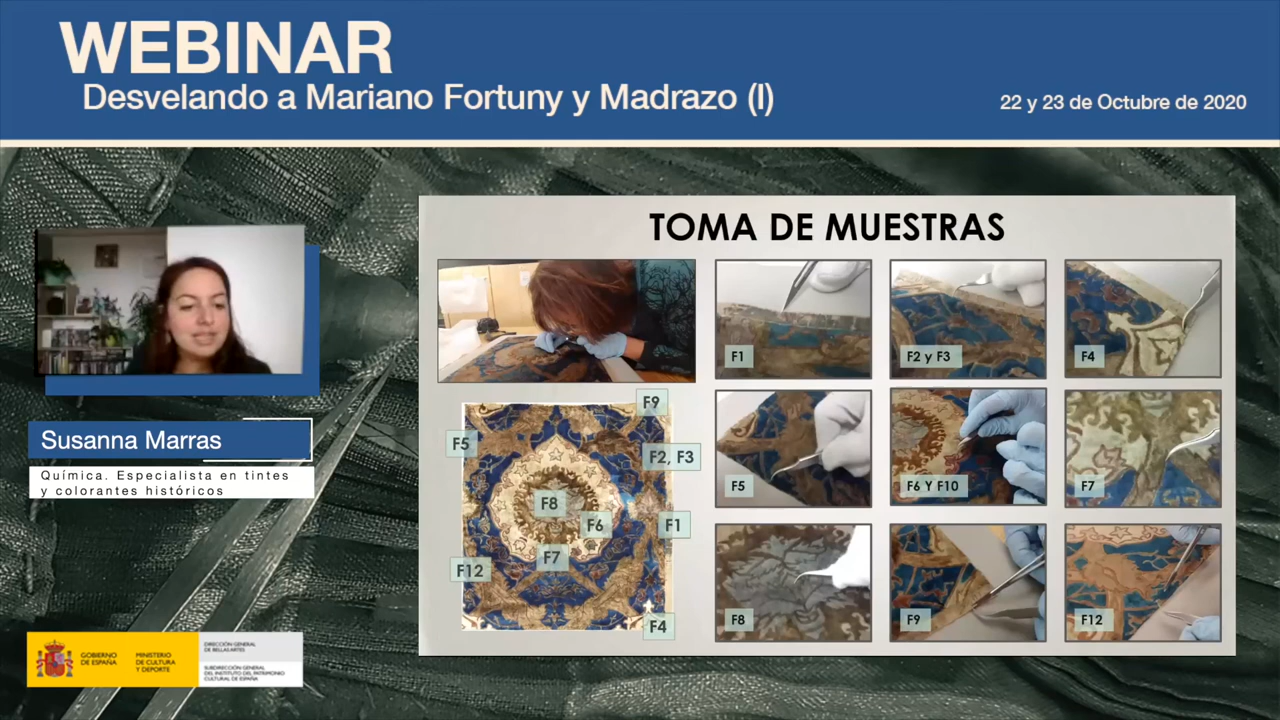 WEBINAR
Desvelando a Mariano Fortuny y Madrazo (I)
22 y 23 de Octubre de 2020
TOMA DE MUESTRAS
F1
F2 y F3
F4
F9
F5
F2, F3
F8
F6
F1
F7
F12
F4
F5
F6 Y F10
F7
F8
F9
F12
Susanna Marras
Química. Especialista en tintes
y colorantes históricos
GOBIERNO
DE ESPAÑA
MINISTERIO
DE CULTURA
Y DEPORTE
DIRECCIÓN GENERAL
DE BELLAS ARTES
SUBDIRECCIÓN GENERAL
DEL INSTITUTO DEL PATRIMONIO
CULTURAL DE ESPAÑA